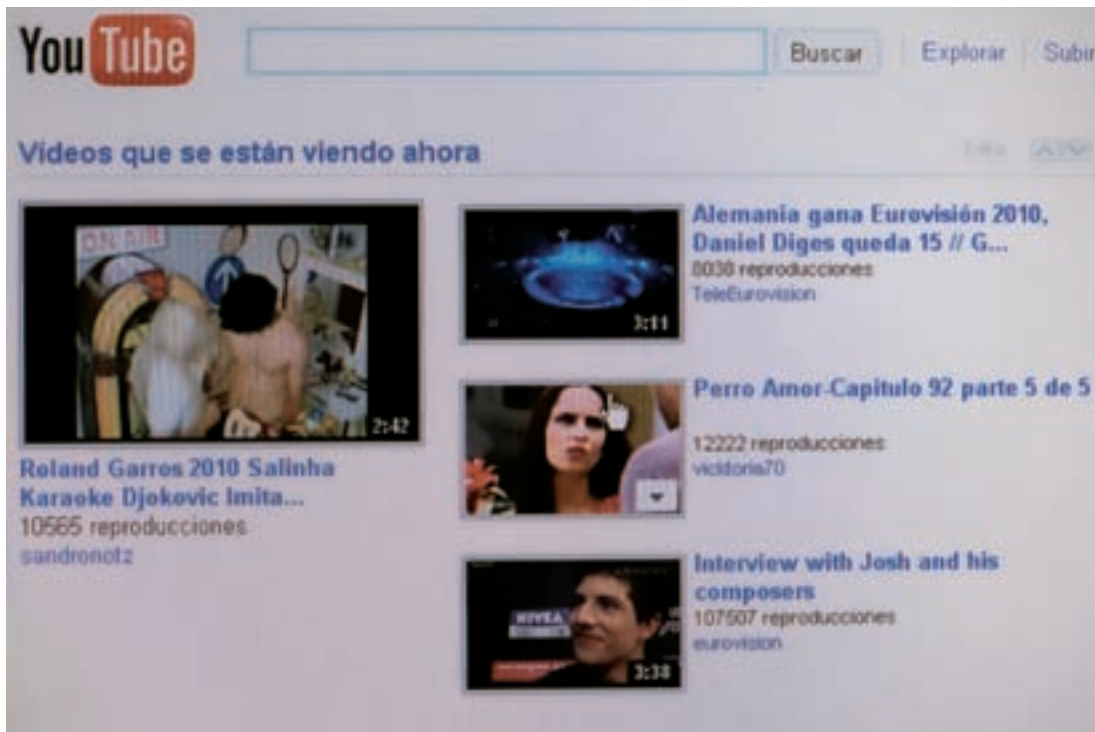 YouTube
Buscar
Explorar
Subir
Vídeos que se están viendo ahora
ON AIR
2:42
Roland Garros 2010 Salinha
Karaoke Djokovic Imita...
10565 reproducciones
sandronotz
3:11
Alemania gana Eurovisión 2010,
Daniel Diges queda 15 // G...
8038 reproducciones
TeleEurovision
Perro Amor-Capitulo 92 parte 5 de 5
12222 reproducciones
vicktoria70
NIVEA
3:38
Interview with Josh and his
composers
107507 reproducciones
eurovision